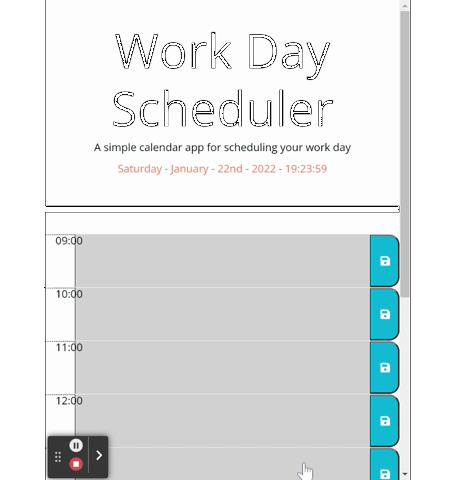 Work Day
Scheduler
A simple calendar app for scheduling your work day
Saturday - January - 22nd - 2022 - 19:23:59
09:00
10:00
11:00
12:00